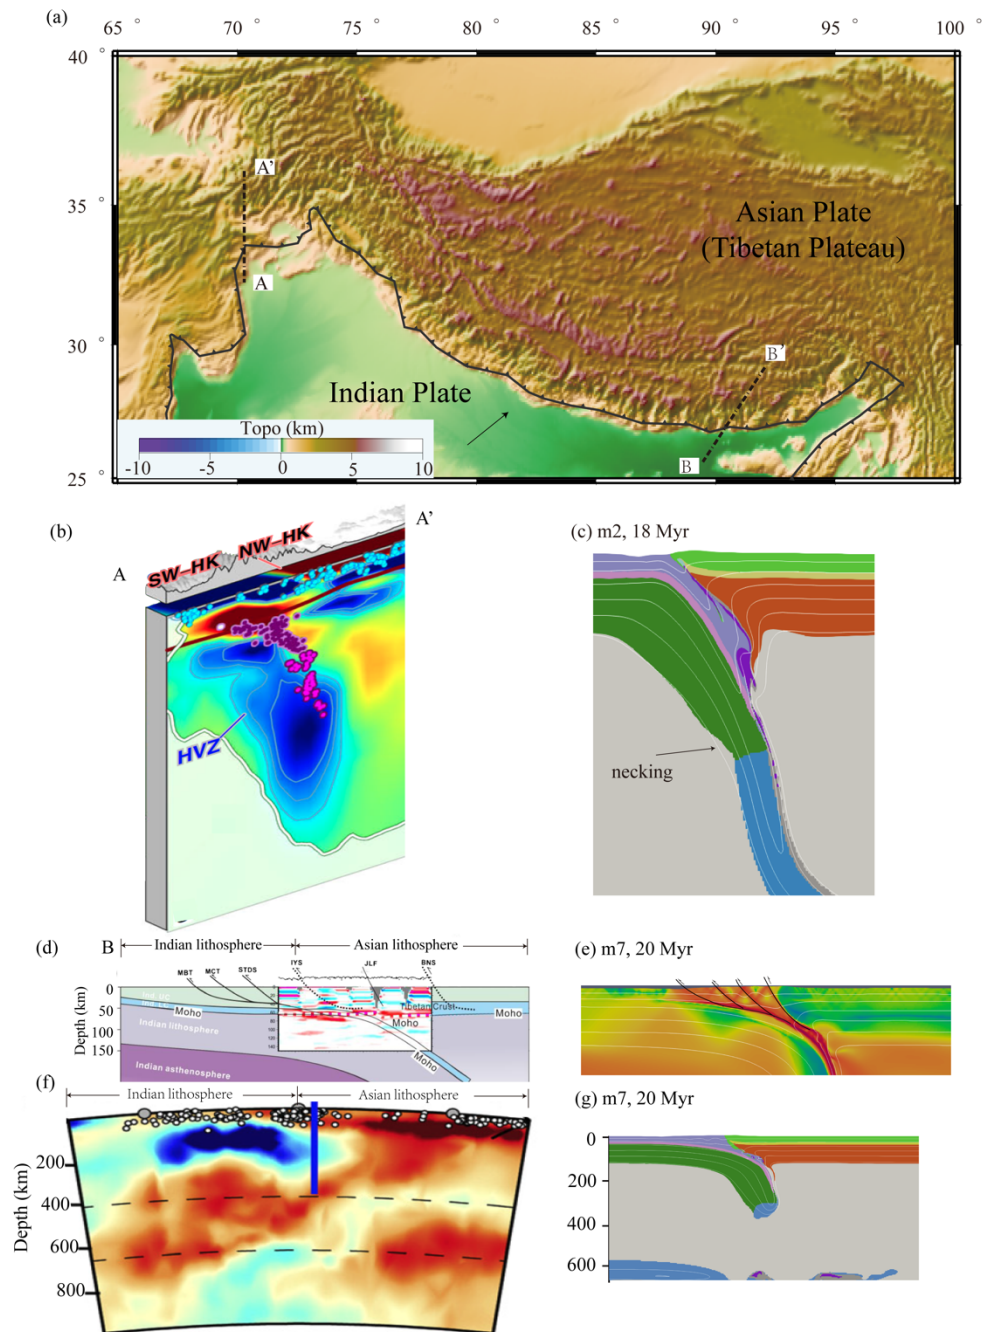 (a)
65 ° 70 ° 75 ° 80 ° 85 ° 90 ° 95 ° 100 °
40 °
A'
35 °
Asian Plate
(Tibetan Plateau)
A
30 °
B'
Indian Plate
Topo (km)
B
-10 -5 0 5 10
25 °
(b)
A'
(c) m2, 18 Myr
NW-HK
SW-HK
A
HVZ
necking
(d) B
Indian lithosphere
Asian lithosphere
(e) m7, 20 Myr
MBT MCT STDS IYS JLF BNS
Depth (km)
0
50
150
Moho
Tibetan Crust
Moho
Moho
Indian lithosphere
Moho
Indian asthenosphere
(f)
Indian lithosphere
Asian lithosphere
(g) m7, 20 Myr
Depth (km)
200
400
600
800
0
200
400
600